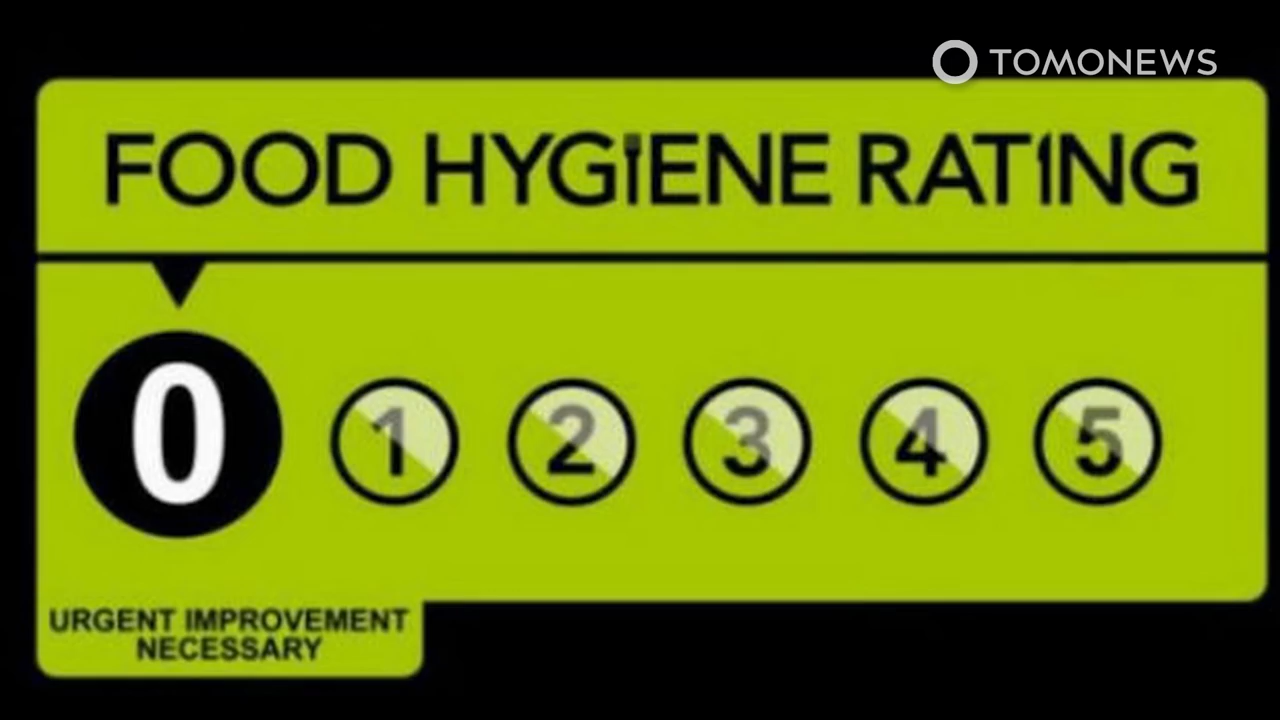 TOMONEWS
FOOD HYGIENE RATING
0 1 2 3 4 5
URGENT IMPROVEMENT
NECESSARY